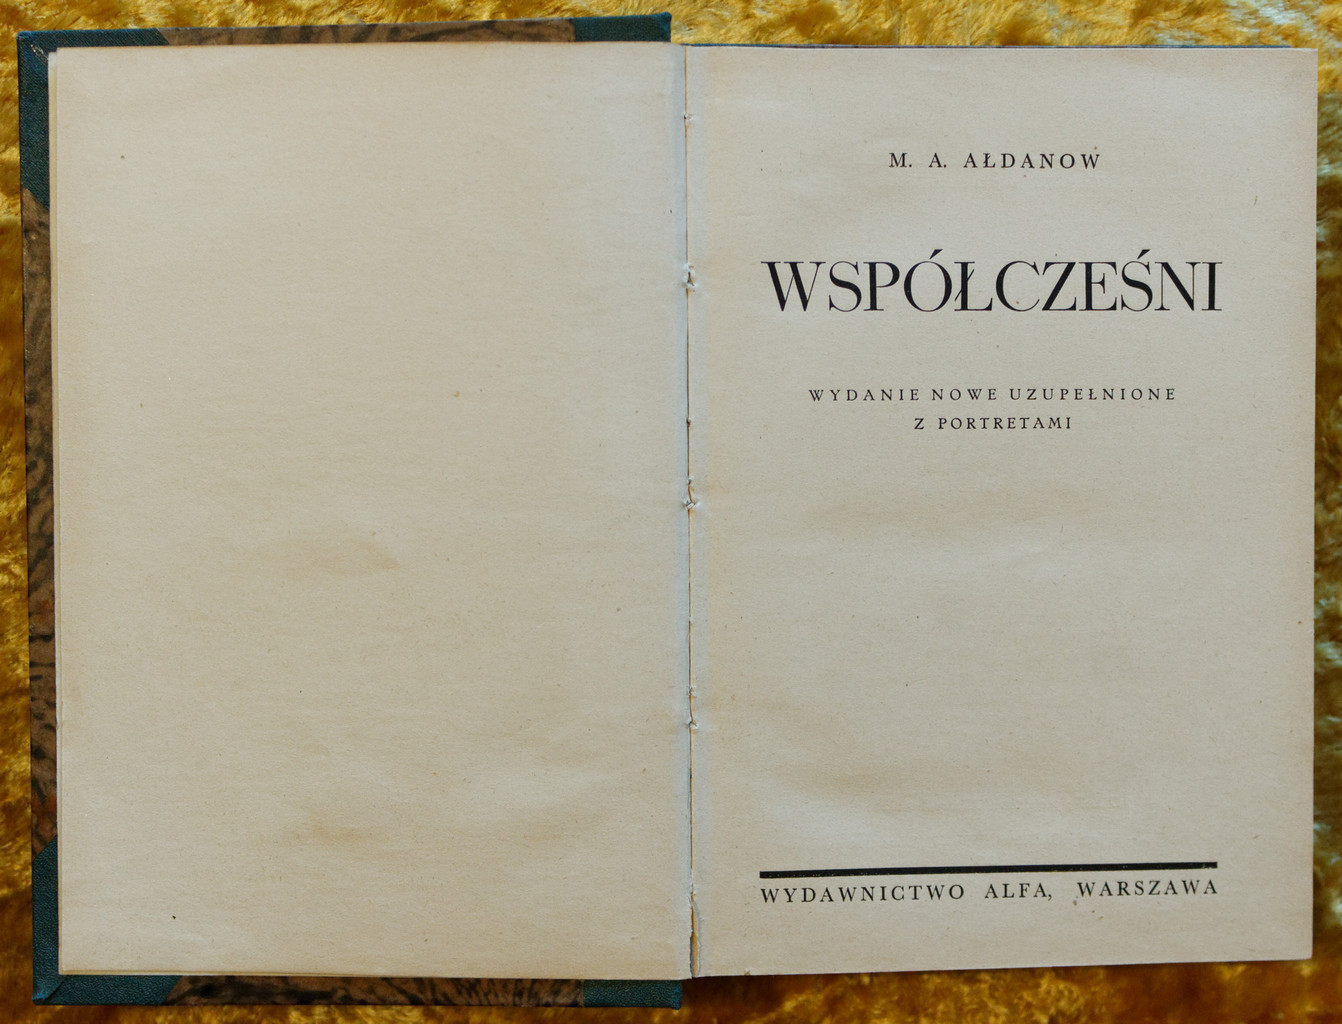 M. A. AŁDANOW
WSPÓŁCZEŚNI
WYDANIE NOWE UZUPEŁNIONE
Z PORTRETAMI
WYDAWNICTWO ALFA, WARSZAWA